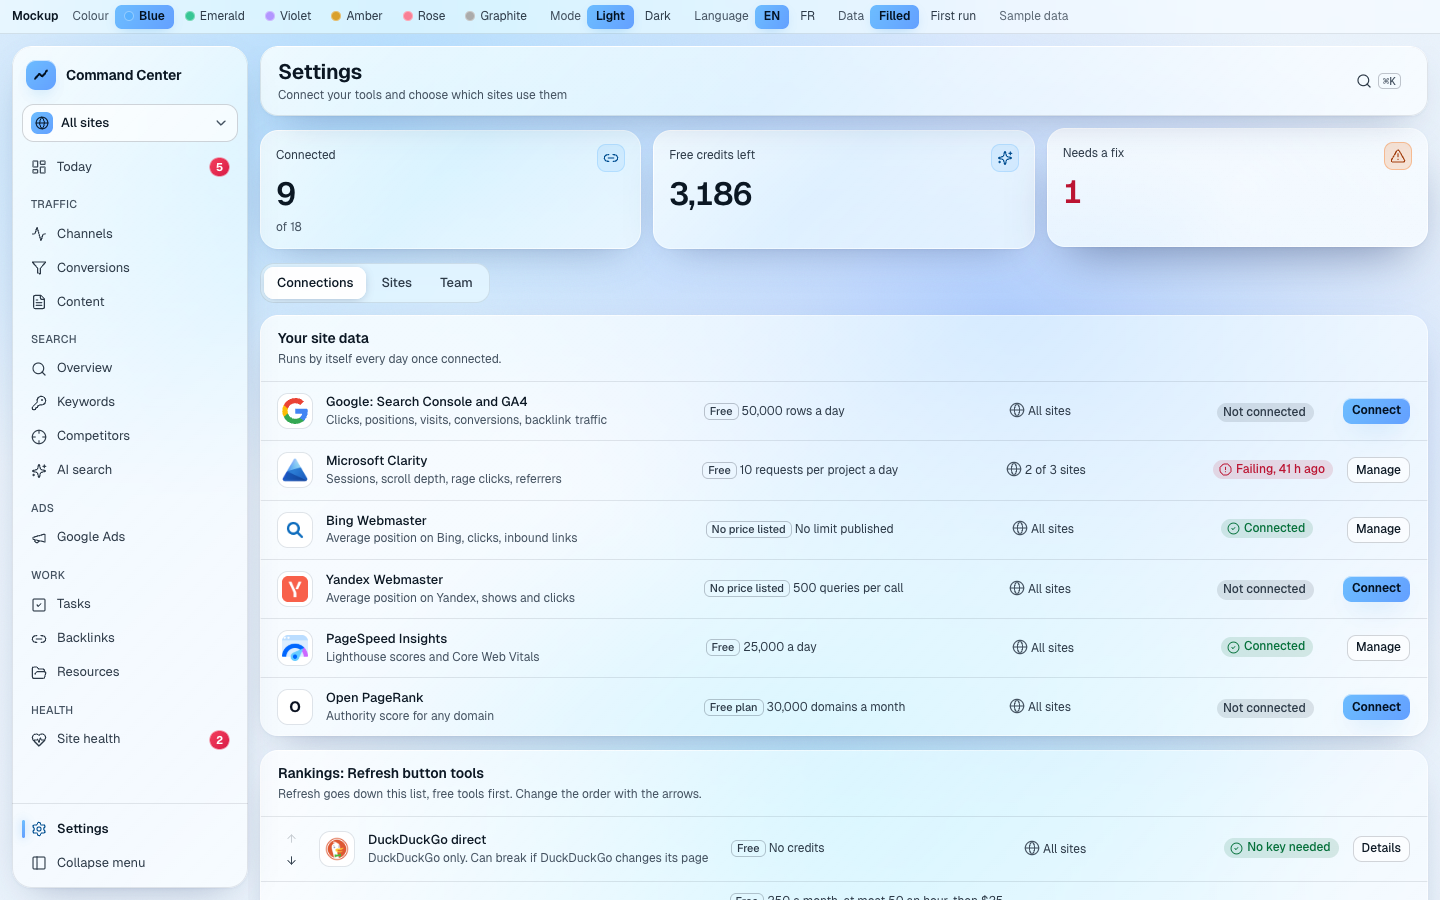 Mockup Colour Blue Emerald Violet Amber Rose Graphite Mode Light Dark Language EN FR Data Filled First run Sample data
Command Center
All sites
Today 5
TRAFFIC
Channels
Conversions
Content
SEARCH
Overview
Keywords
Competitors
AI search
ADS
Google Ads
WORK
Tasks
Backlinks
Resources
HEALTH
Site health 2
Settings
Collapse menu
Settings
Connect your tools and choose which sites use them
⌘K
Connected
9
of 18
Free credits left
3,186
Needs a fix
1
Connections Sites Team
Your site data
Runs by itself every day once connected.
Google: Search Console and GA4
Clicks, positions, visits, conversions, backlink traffic
Free 50,000 rows a day
All sites
Not connected
Connect
Microsoft Clarity
Sessions, scroll depth, rage clicks, referrers
Free 10 requests per project a day
2 of 3 sites
Failing, 41 h ago
Manage
Bing Webmaster
Average position on Bing, clicks, inbound links
No price listed No limit published
All sites
Connected
Manage
Yandex Webmaster
Average position on Yandex, shows and clicks
No price listed 500 queries per call
All sites
Not connected
Connect
PageSpeed Insights
Lighthouse scores and Core Web Vitals
Free 25,000 a day
All sites
Connected
Manage
O
Open PageRank
Authority score for any domain
Free plan 30,000 domains a month
All sites
Not connected
Connect
Rankings: Refresh button tools
Refresh goes down this list, free tools first. Change the order with the arrows.
DuckDuckGo direct
DuckDuckGo only. Can break if DuckDuckGo changes its page
Free No credits
All sites
No key needed
Details